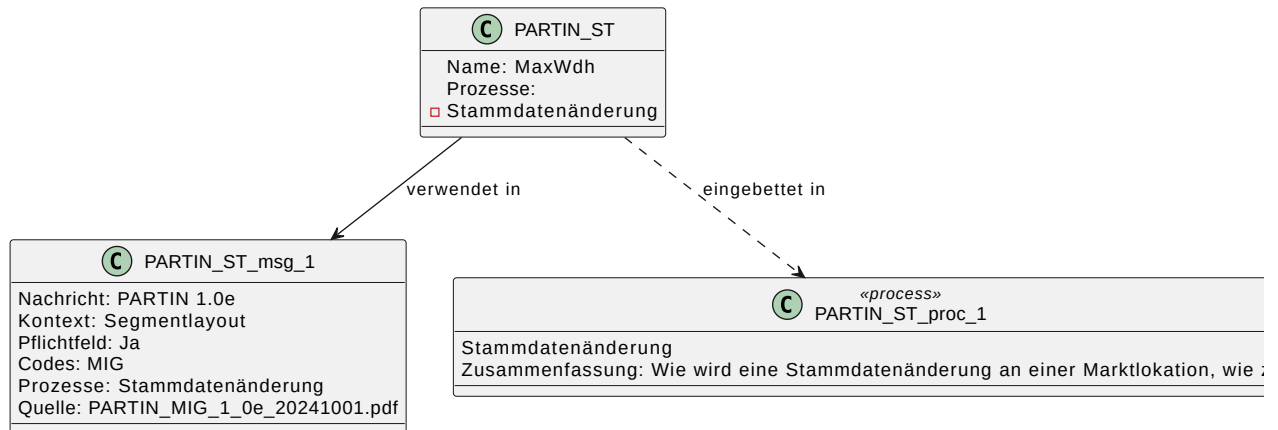 C PARTIN_ST
Name: MaxWdh
Prozesse:
Stammdatenänderung
verwendet in
eingebettet in
C PARTIN_ST_msg_1
Nachricht: PARTIN 1.0e
Kontext: Segmentlayout
Pflichtfeld: Ja
Codes: MIG
Prozesse: Stammdatenänderung
Quelle: PARTIN_MIG_1_0e_20241001.pdf
«process»
C PARTIN_ST_proc_1
Stammdatenänderung
Zusammenfassung: Wie wird eine Stammdatenänderung an einer Marktlokation, wie